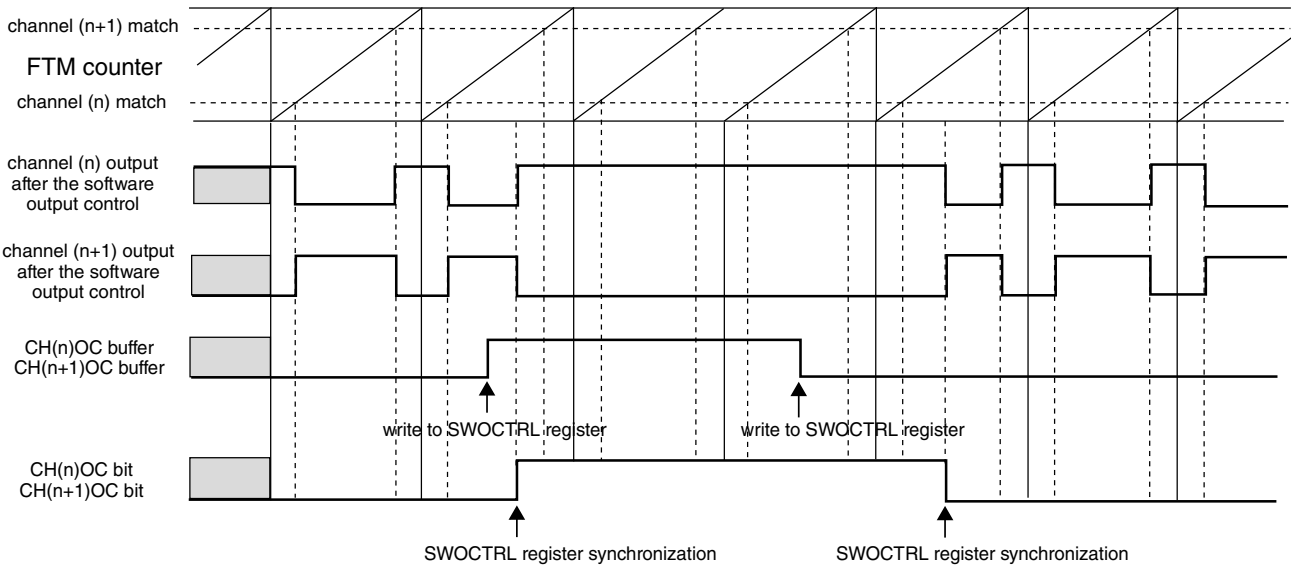 channel (n+1) match
FTM counter
channel (n) match
channel (n) output
after the software
output control
channel (n+1) output
after the software
output control
CH(n)OC buffer
CH(n+1)OC buffer
write to SWOCTRL register
write to SWOCTRL register
CH(n)OC bit
CH(n+1)OC bit
SWOCTRL register synchronization
SWOCTRL register synchronization